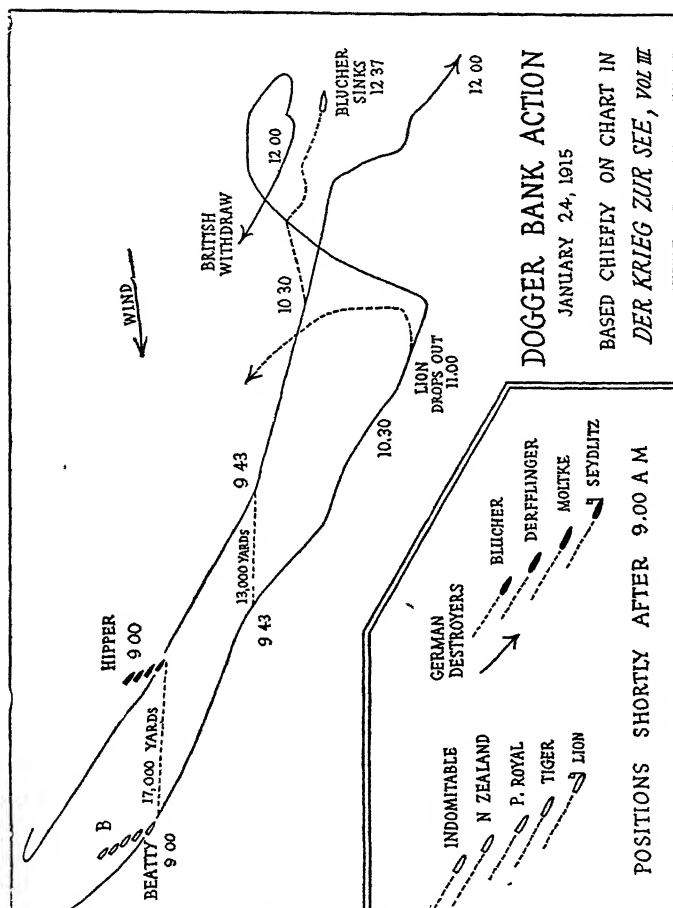 WIND
BRITISH
WITHDRAW
12.00
BLUCHER
SINKS
12 37
HIPPER
9 00
9 43
10 30
12 00
B
17,000 YARDS
13,000 YARDS
BEATTY
9 00
9 43
10.30
LION
DROPS OUT
11.00
DOGGER BANK ACTION
JANUARY 24, 1915
BASED CHIEFLY ON CHART IN
DER KRIEG ZUR SEE, VOL III
GERMAN
DESTROYERS
BLUCHER
DERFFLINGER
MOLTKE
SEYDLITZ
INDOMITABLE
N ZEALAND
P. ROYAL
TIGER
LION
POSITIONS SHORTLY AFTER 9.00 A M